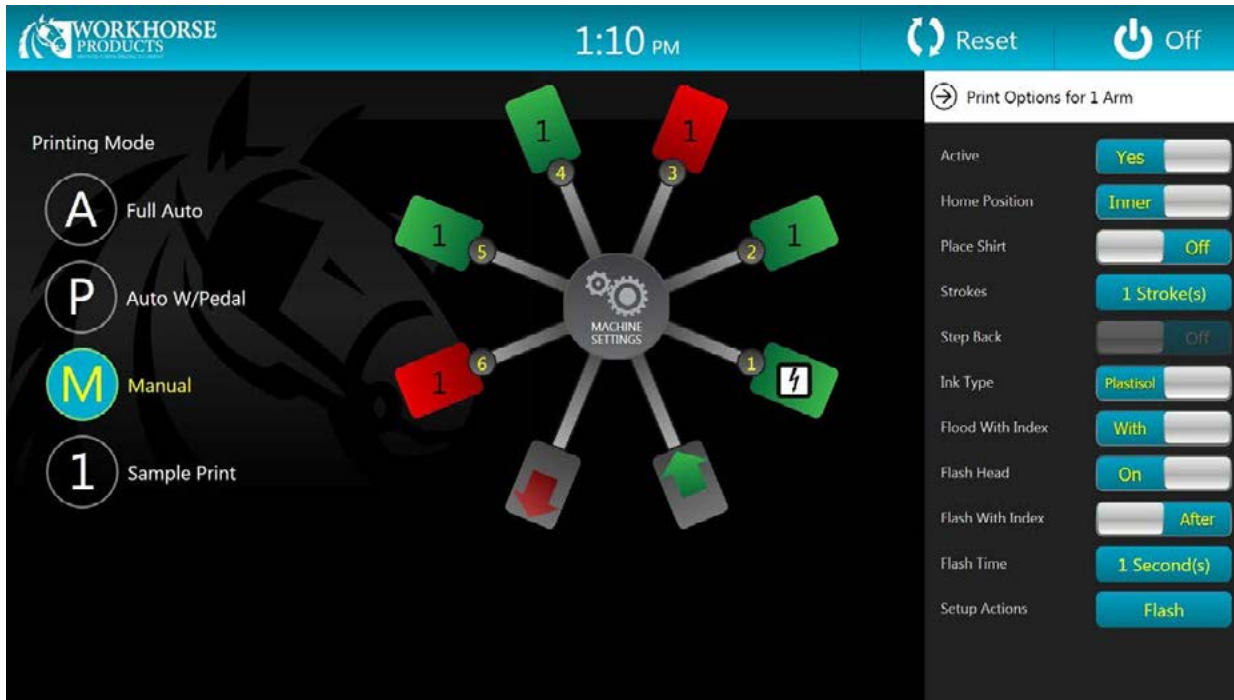 WORKHORSE
PRODUCTS
1:10 PM
Reset
Off
Print Options for 1 Arm
Printing Mode
A Full Auto
P Auto W/Pedal
M Manual
1 Sample Print
1
4
1
3
1
5
1
2
1
6
1
MACHINE
SETTINGS
Active Yes
Home Position Inner
Place Shirt Off
Strokes 1 Stroke(s)
Step Back Off
Ink Type Plastisol
Flood With Index With
Flash Head On
Flash With Index After
Flash Time 1 Second(s)
Setup Actions Flash